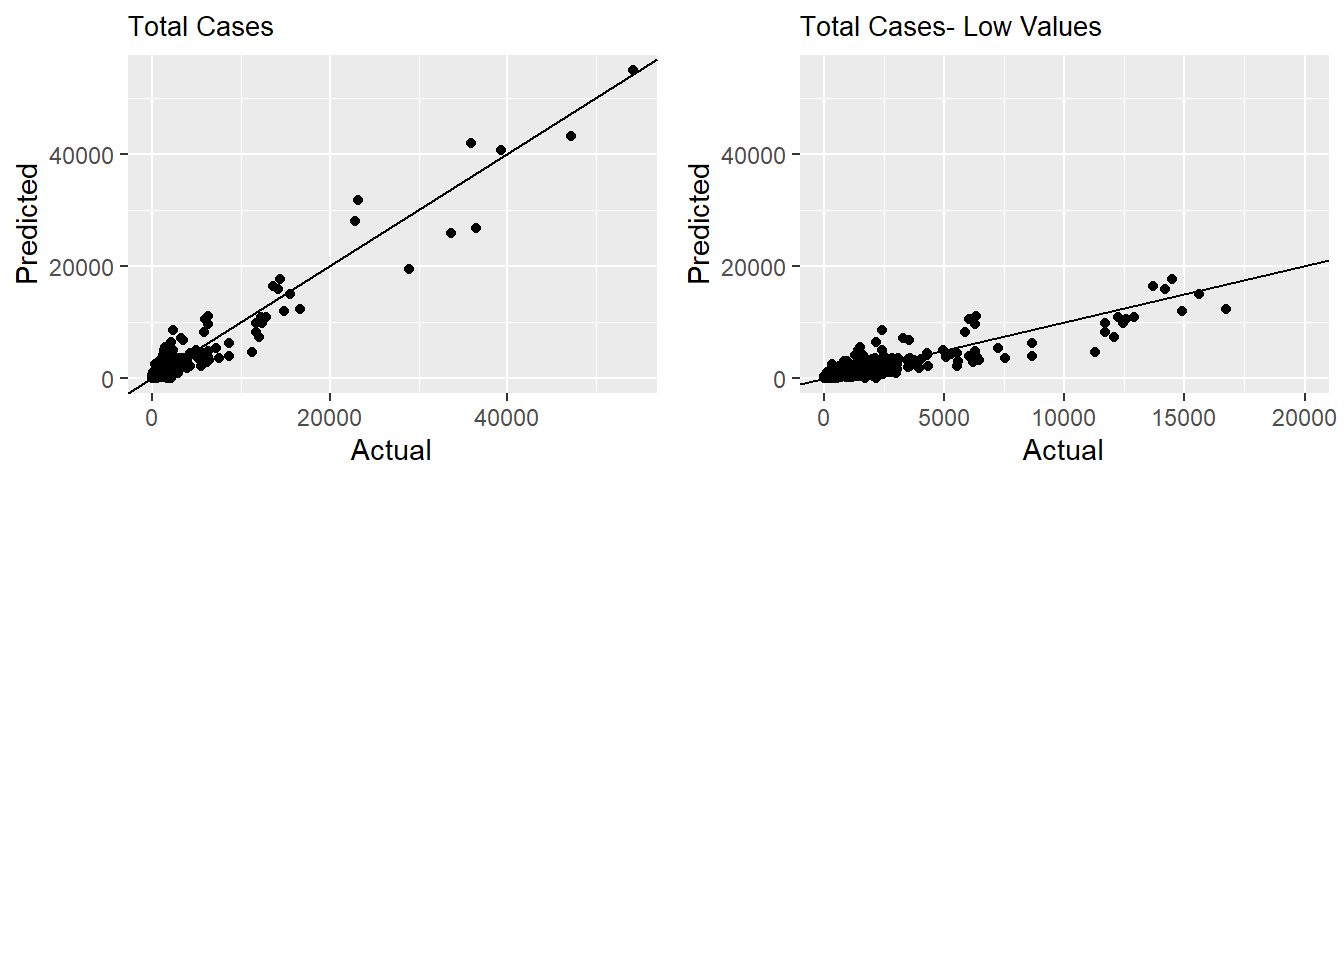 Total Cases
Predicted
40000
20000
0
0 20000 40000
Actual
Total Cases- Low Values
Predicted
40000
20000
0
0 5000 10000 15000 20000
Actual